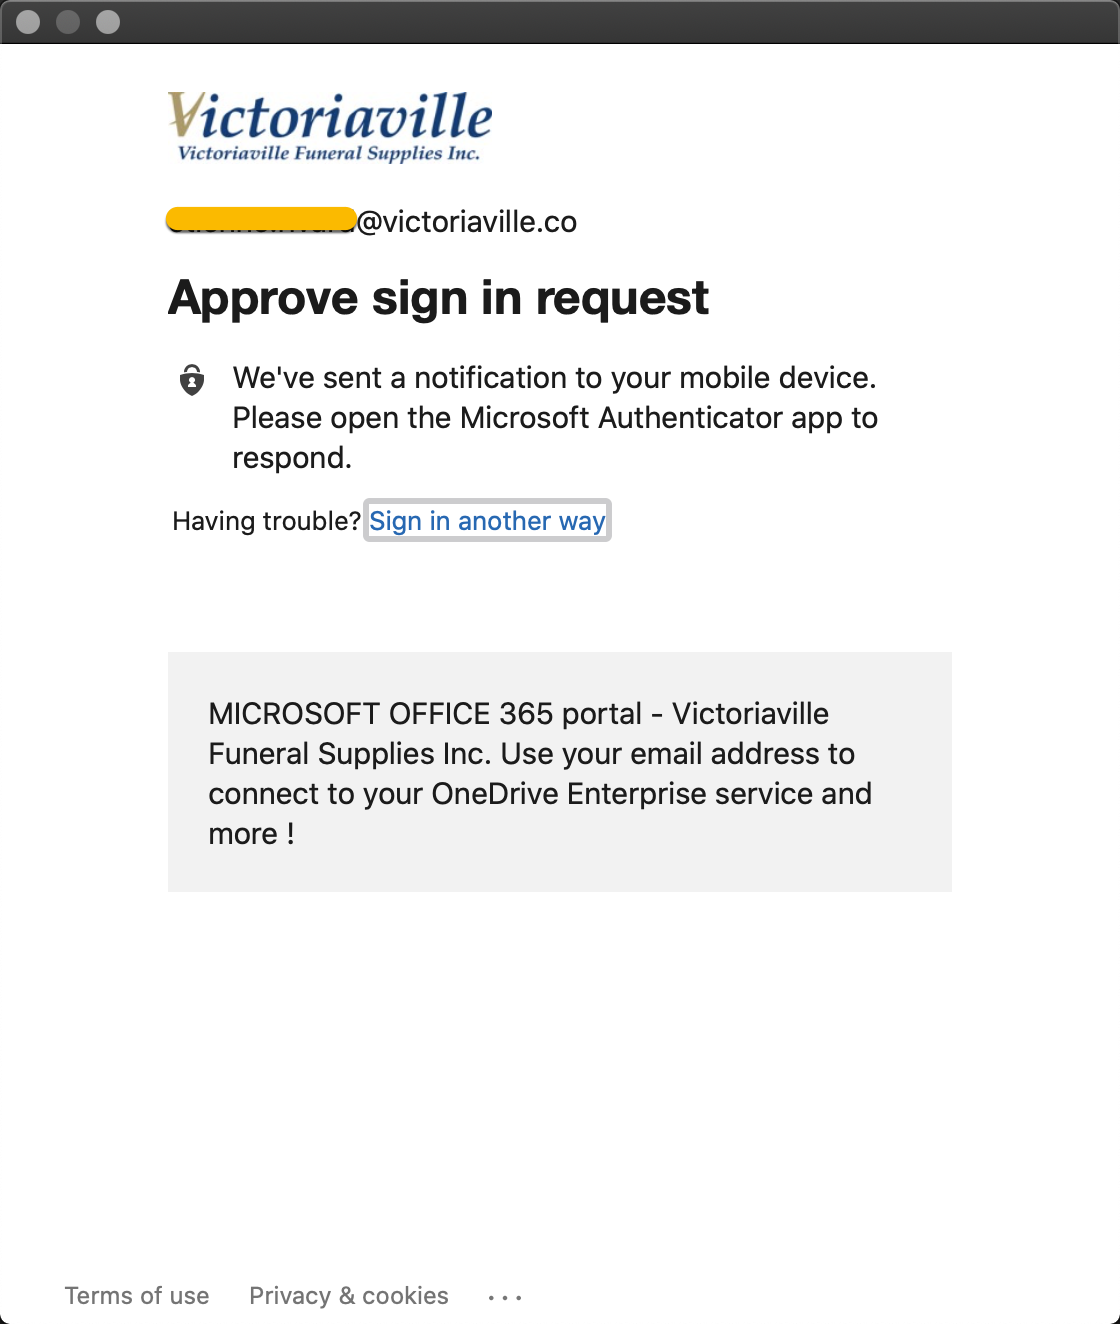 Victoriaville
Victoriaville Funeral Supplies Inc.
@victoriaville.co
Approve sign in request
We've sent a notification to your mobile device.
Please open the Microsoft Authenticator app to
respond.
Having trouble? Sign in another way
MICROSOFT OFFICE 365 portal - Victoriaville
Funeral Supplies Inc. Use your email address to
connect to your OneDrive Enterprise service and
more !
Terms of use Privacy & cookies ...